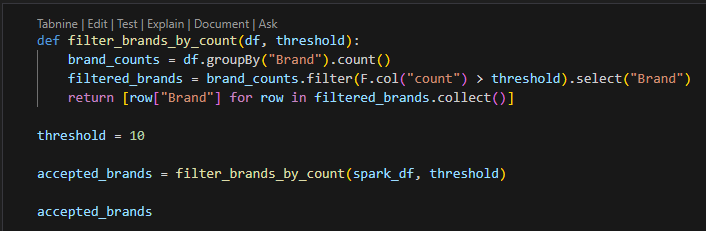 Tabnine | Edit | Test | Explain | Document | Ask
def filter_brands_by_count(df, threshold):
    brand_counts = df.groupBy("Brand").count()
    filtered_brands = brand_counts.filter(F.col("count") > threshold).select("Brand")
    return [row["Brand"] for row in filtered_brands.collect()]
threshold = 10
accepted_brands = filter_brands_by_count(spark_df, threshold)
accepted_brands